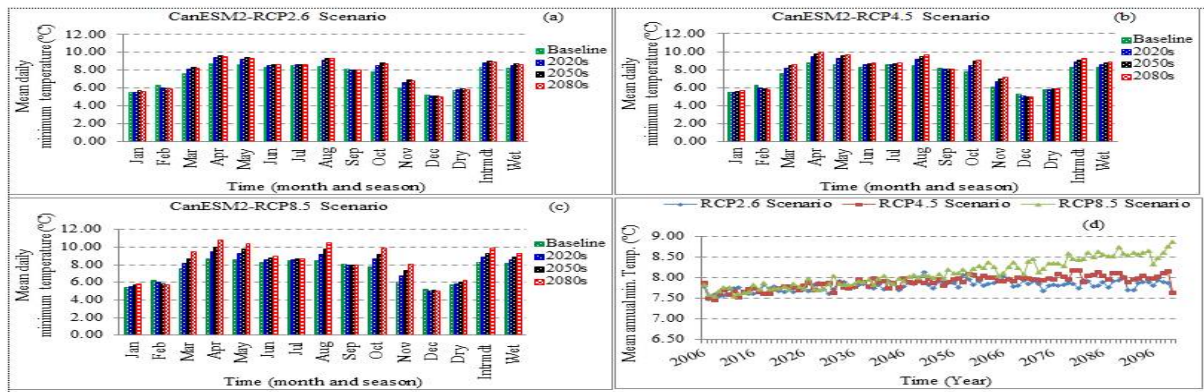 CanESM2-RCP2.6 Scenario (a)
Mean daily
minimum temperature (ºC)
12.00
10.00
8.00
6.00
4.00
2.00
0.00
Baseline
2020s
2050s
2080s
Jan Feb Mar Apr May Jun Jul Aug Sep Oct Nov Dec Dry Intrmdt Wet
Time (month and season)
CanESM2-RCP4.5 Scenario (b)
Mean daily
minimum temperature (ºC)
12.00
10.00
8.00
6.00
4.00
2.00
0.00
Baseline
2020s
2050s
2080s
Jan Feb Mar Apr May Jun Jul Aug Sep Oct Nov Dec Dry Intrmdt Wet
Time (month and season)
CanESM2-RCP8.5 Scenario (c)
Mean daily
minimum temperature (ºC)
12.00
10.00
8.00
6.00
4.00
2.00
0.00
Baseline
2020s
2050s
2080s
Jan Feb Mar Apr May Jun Jul Aug Sep Oct Nov Dec Dry Intrmdt Wet
Time (month and season)
RCP2.6 Scenario RCP4.5 Scenario RCP8.5 Scenario
(d)
Mean annualmin. Temp. (ºC)
9.00
8.50
8.00
7.50
7.00
6.50
2006 2016 2026 2036 2046 2056 2066 2076 2086 2096
Time (Year)